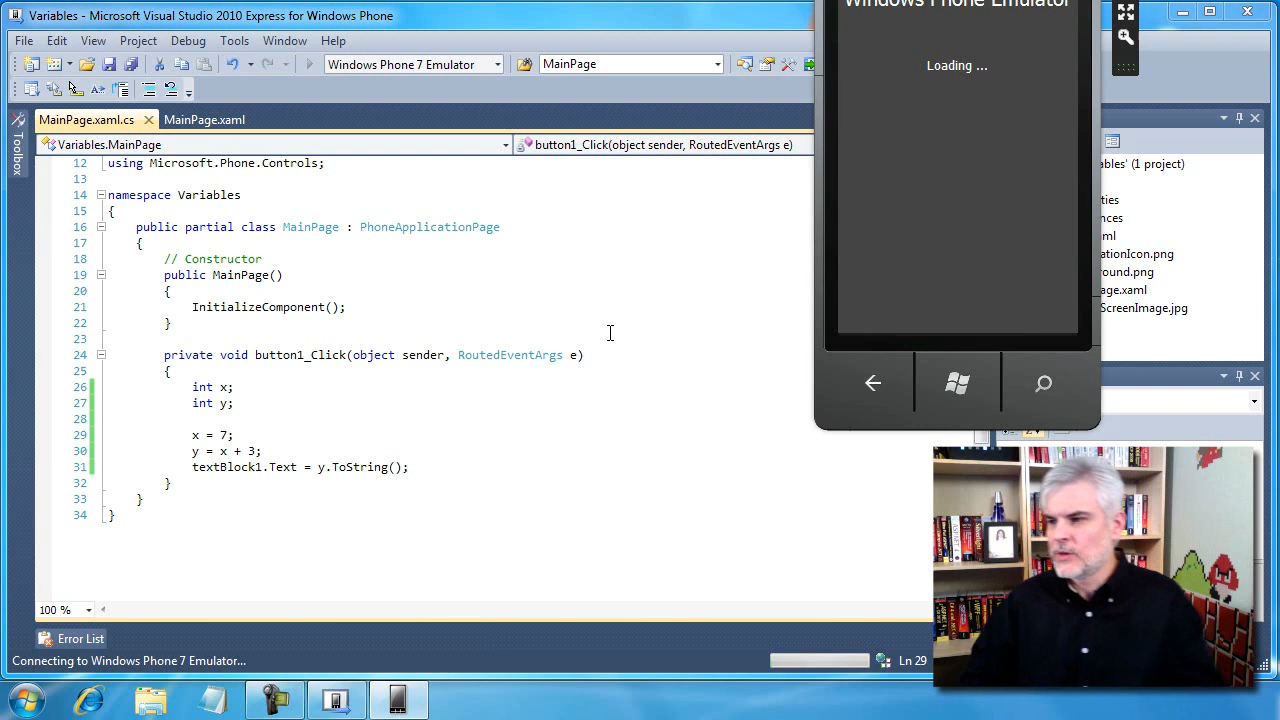 Variables - Microsoft Visual Studio 2010 Express for Windows Phone
File Edit View Project Debug Tools Window Help
Windows Phone 7 Emulator MainPage
MainPage.xaml.cs MainPage.xaml
Variables.MainPage button1_Click(object sender, RoutedEventArgs e)
Toolbox
12 using Microsoft.Phone.Controls;
13
14 namespace Variables
15 {
16 public partial class MainPage : PhoneApplicationPage
17 {
18 // Constructor
19 public MainPage()
20 {
21 InitializeComponent();
22 }
23
24 private void button1_Click(object sender, RoutedEventArgs e)
25 {
26 int x;
27 int y;
28
29 x = 7;
30 y = x + 3;
31 textBlock1.Text = y.ToString();
32 }
33 }
34 }
100 %
Error List
Connecting to Windows Phone 7 Emulator...
Ln 29
Windows Phone Emulator
Loading ...
ables' (1 project)
ties
nces
ml
ationIcon.png
round.png
age.xaml
ScreenImage.jpg